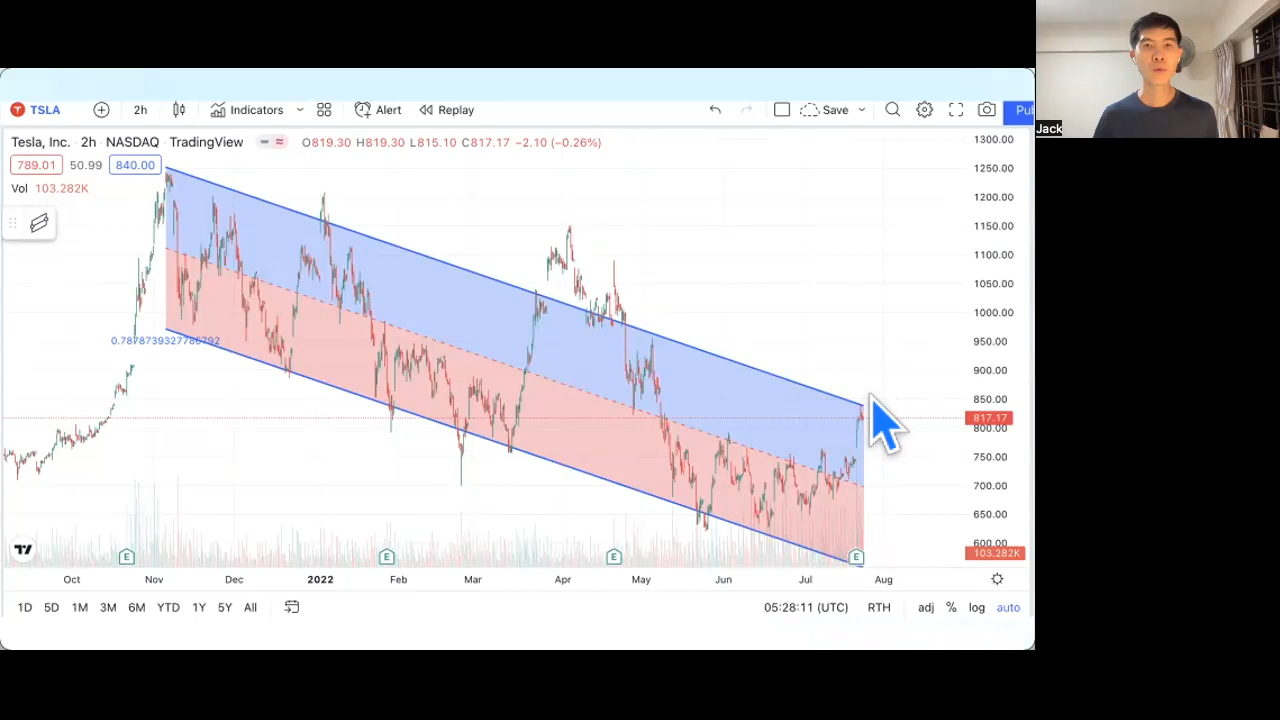 TSLA 2h Indicators Alert Replay Save Pu
Tesla, Inc. 2h NASDAQ TradingView O819.30 H819.30 L815.10 C817.17 −2.10 (−0.26%)
789.01 50.99 840.00
Vol 103.282K
Jack
0.7878739327786792
1300.00
1250.00
1200.00
1150.00
1100.00
1050.00
1000.00
950.00
900.00
850.00
817.17
800.00
750.00
700.00
650.00
600.00
103.282K
E E E E
Oct Nov Dec 2022 Feb Mar Apr May Jun Jul Aug
1D 5D 1M 3M 6M YTD 1Y 5Y All 05:28:11 (UTC) RTH adj % log auto